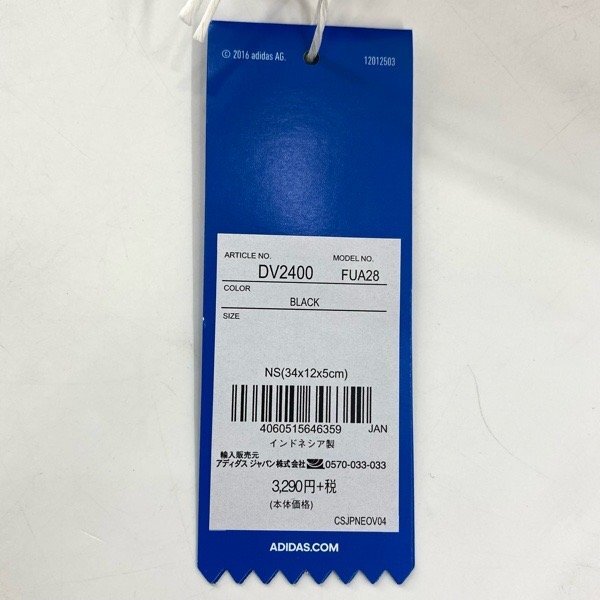 © 2016 adidas AG. 12012503
ARTICLE NO. MODEL NO.
DV2400 FUA28
COLOR
BLACK
SIZE
NS(34x12x5cm)
4060515646359 JAN
インドネシア製
輸入販売元
アディダス ジャパン株式会社 0570-033-033
3,290円+税
(本体価格)
CSJPNEOV04
ADIDAS.COM